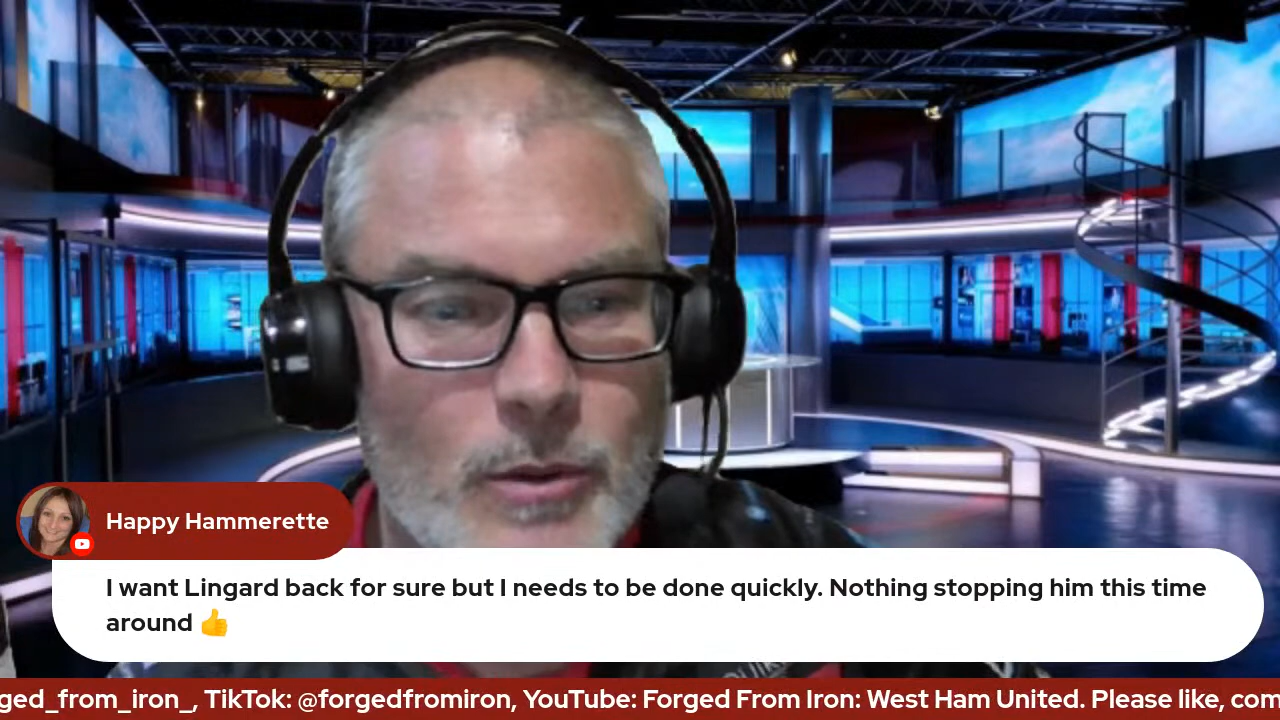 Happy Hammerette
I want Lingard back for sure but I needs to be done quickly. Nothing stopping him this time
around 👍
ged_from_iron_, TikTok: @forgedfromiron, YouTube: Forged From Iron: West Ham United. Please like, com